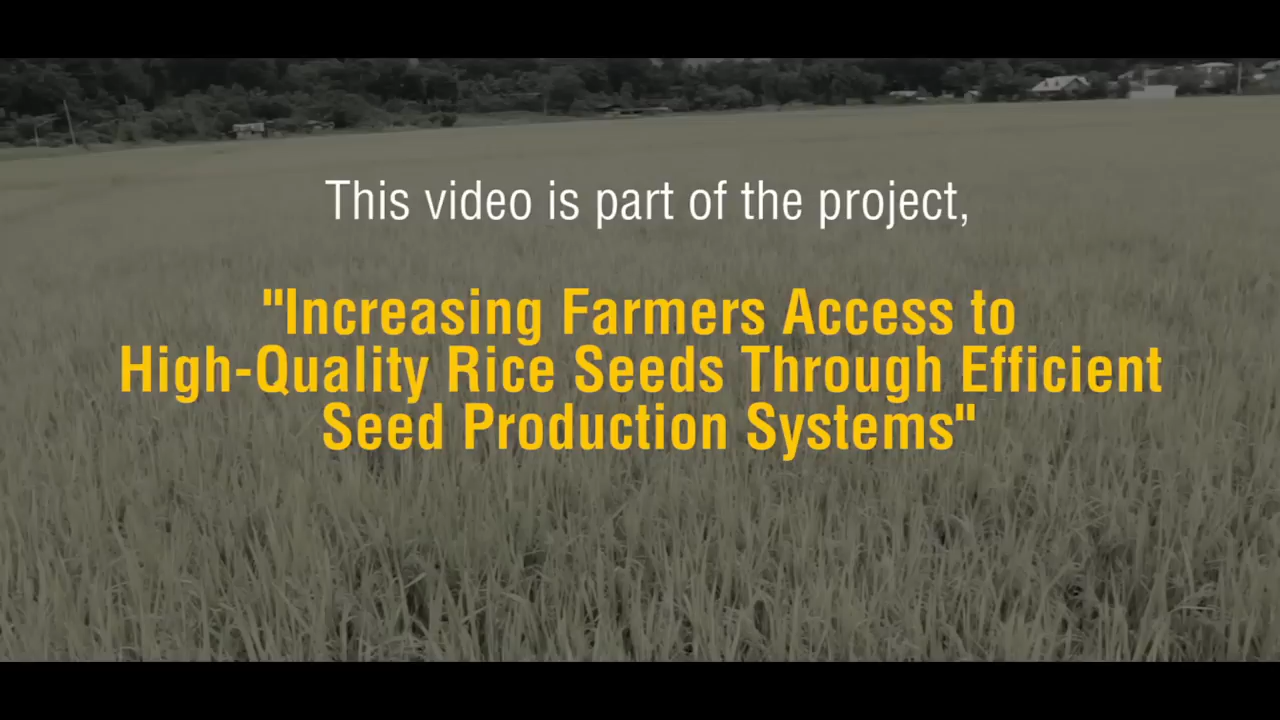 This video is part of the project,
"Increasing Farmers Access to
High-Quality Rice Seeds Through Efficient
Seed Production Systems"